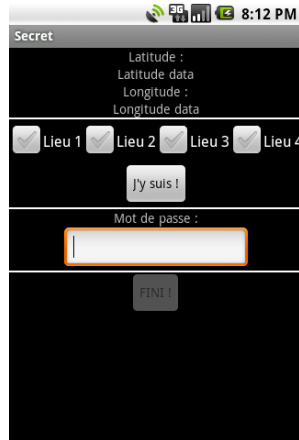 3G 8:12 PM
Secret
Latitude :
Latitude data
Longitude :
Longitude data
Lieu 1 Lieu 2 Lieu 3 Lieu 4
J'y suis !
Mot de passe :
FINI !